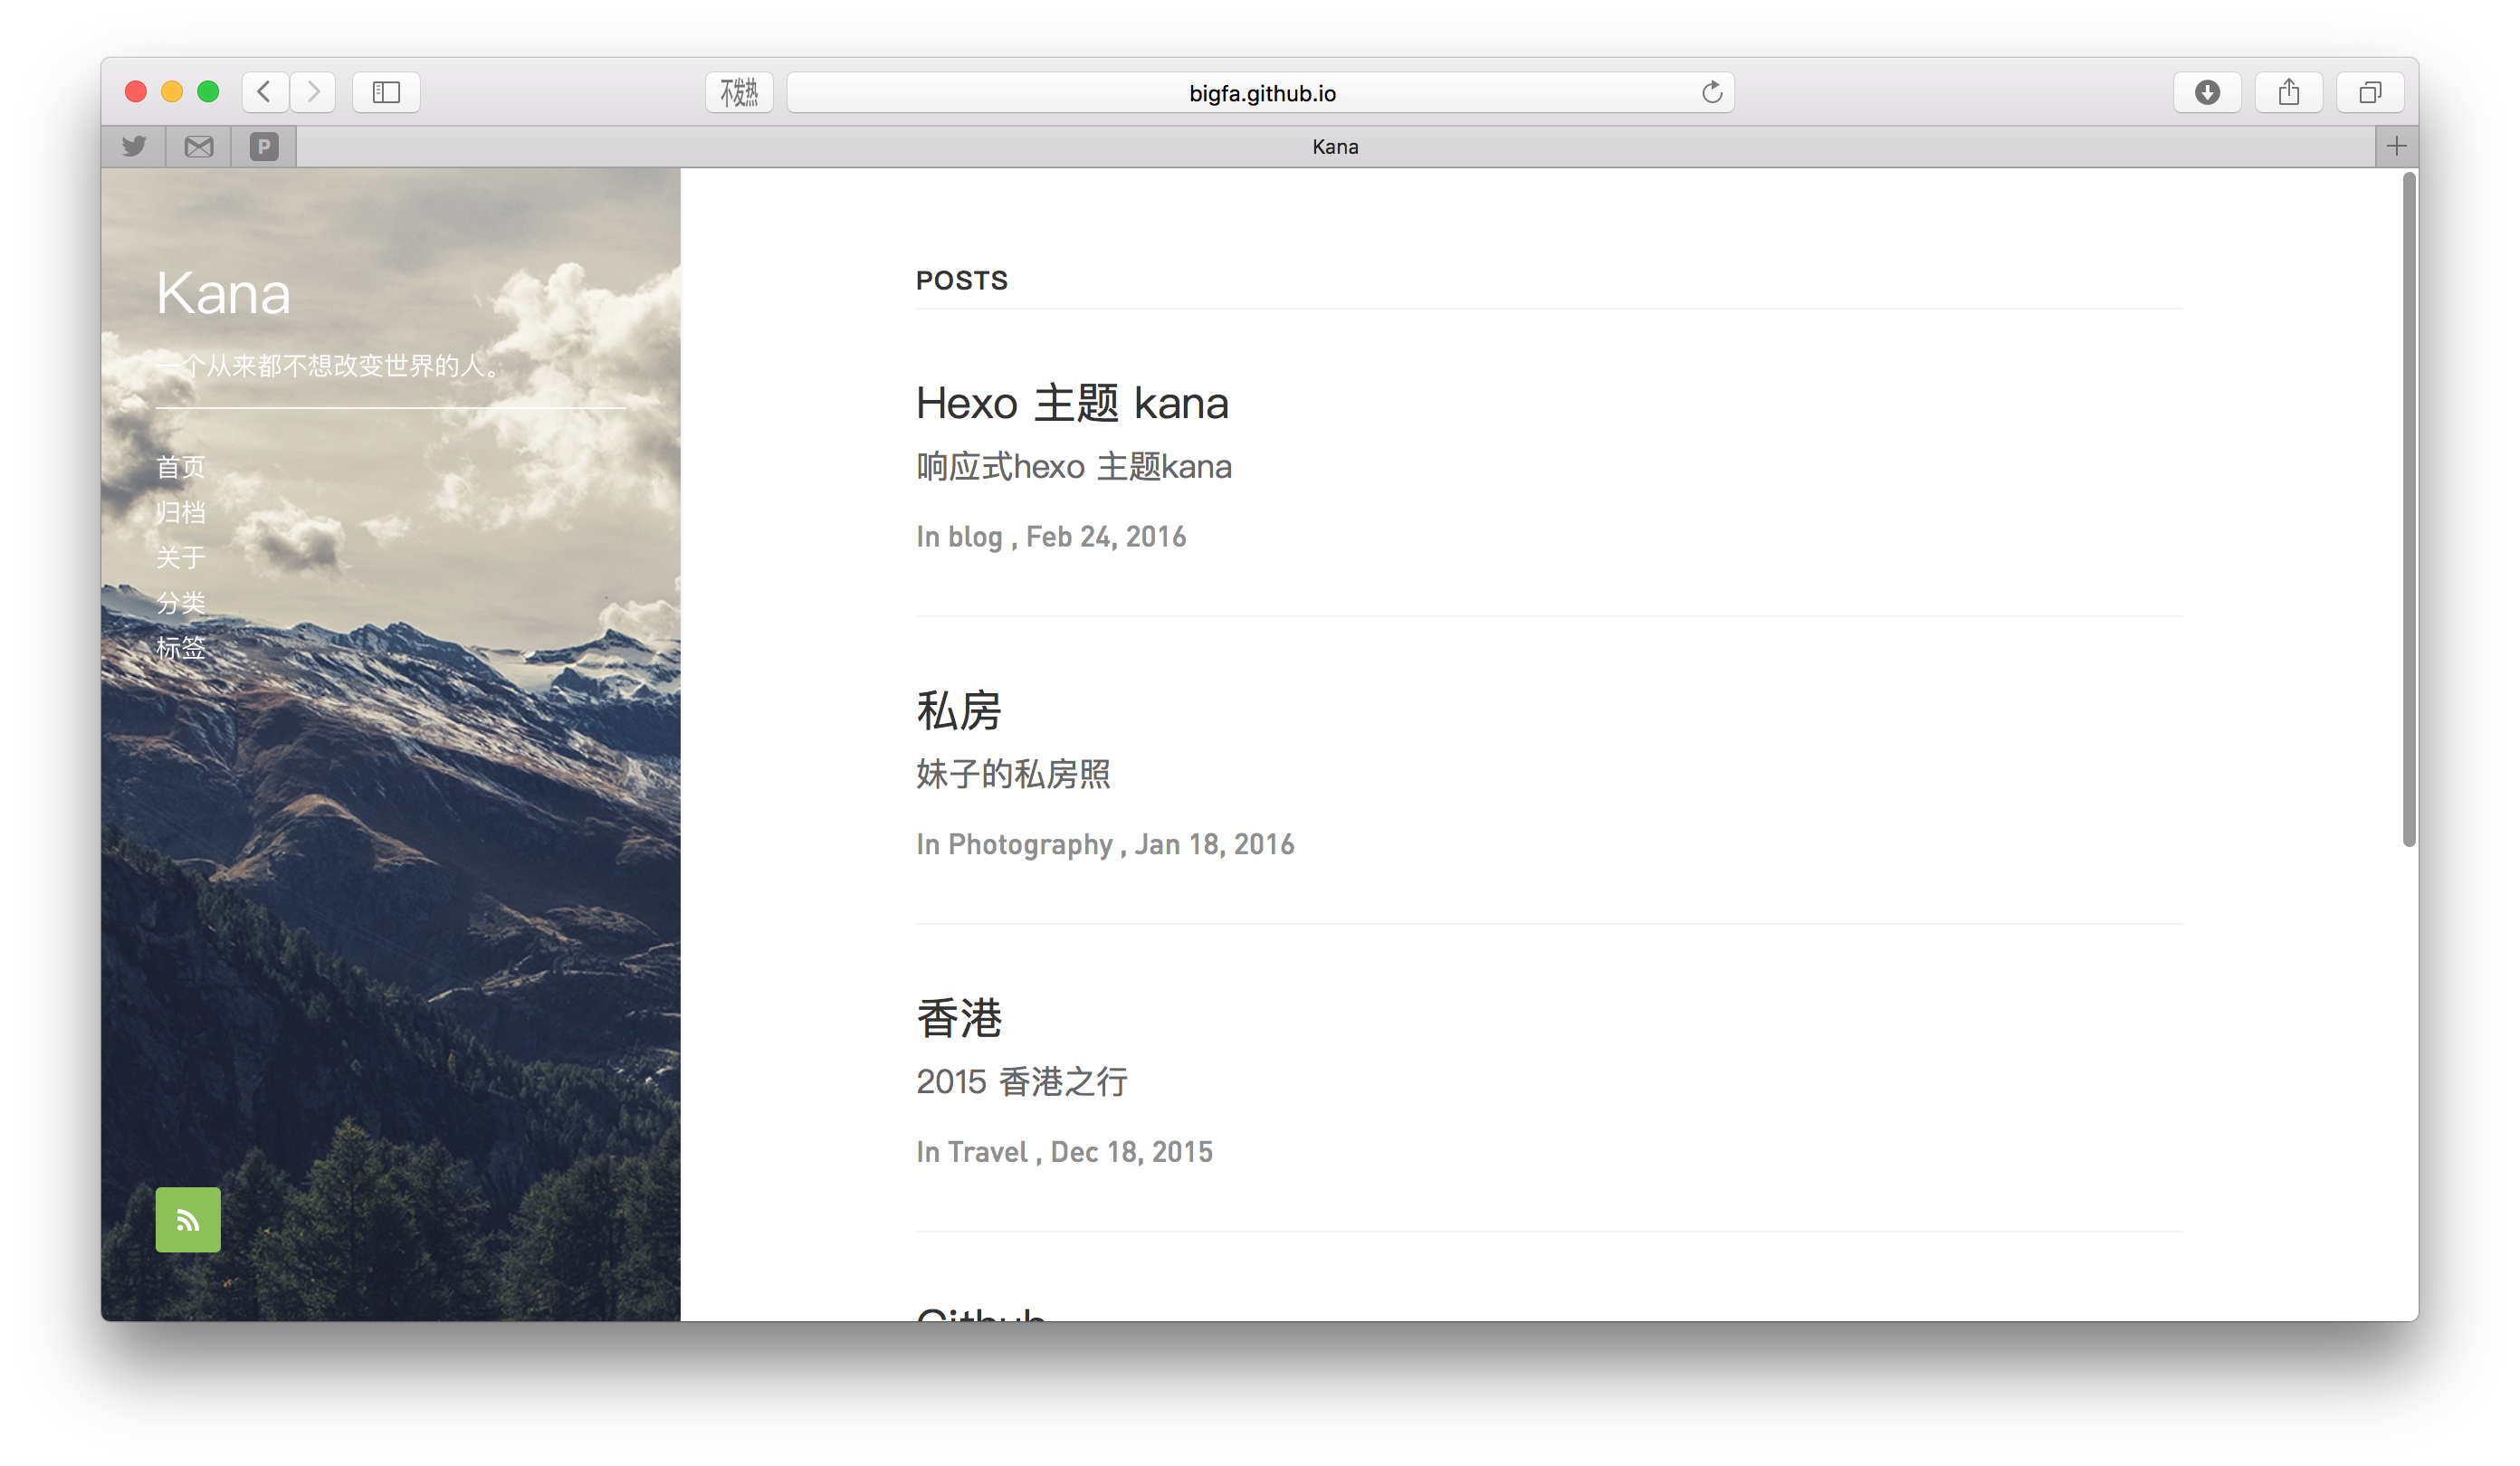 不发热
bigfa.github.io
P
Kana
Kana
一个从来都不想改变世界的人。
首页
归档
关于
分类
标签
POSTS
Hexo 主题 kana
响应式hexo 主题kana
In blog , Feb 24, 2016
私房
妹子的私房照
In Photography , Jan 18, 2016
香港
2015 香港之行
In Travel , Dec 18, 2015
Github